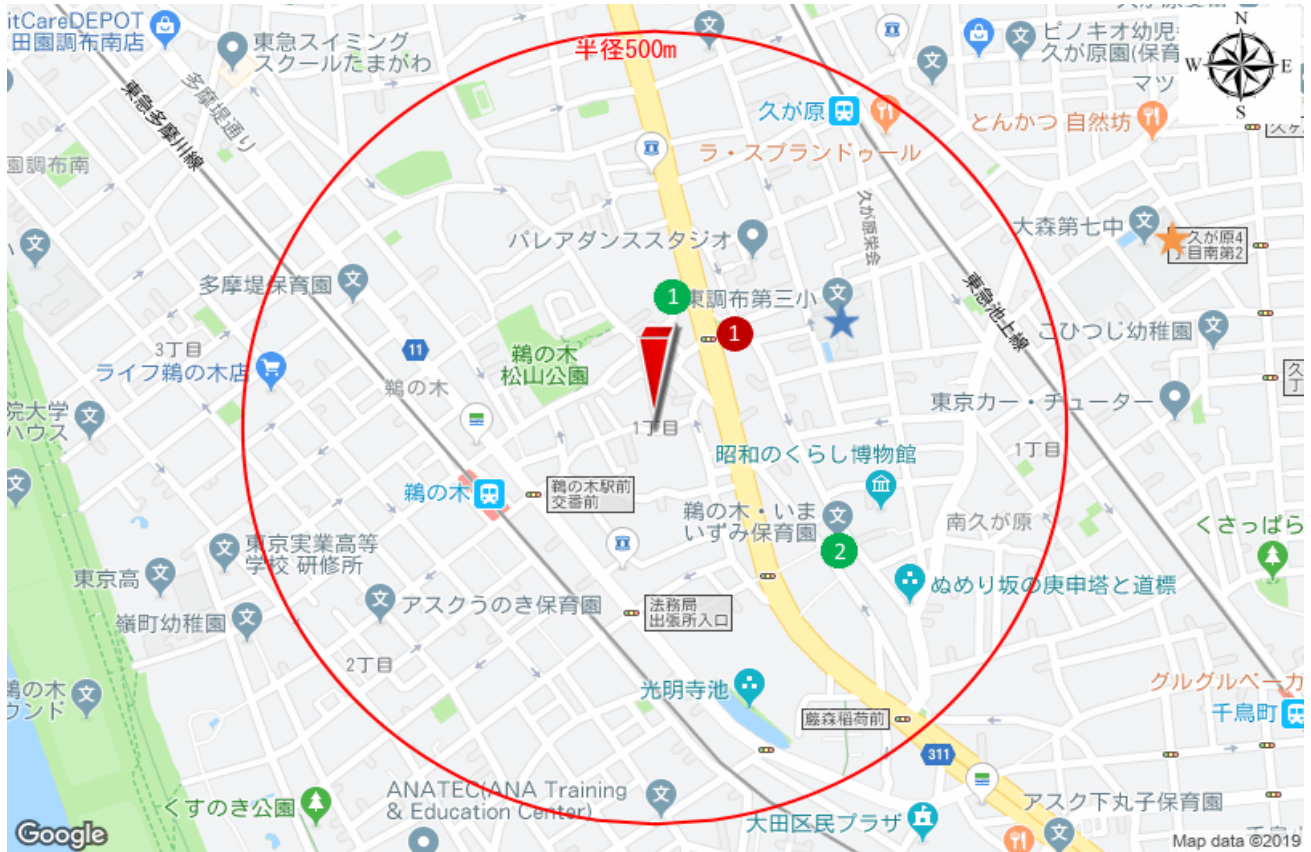 itCareDEPOT
田園調布南店
東急スイミング
スクールたまがわ
半径500m
ピノキオ幼児
久が原園(保育
マツ
N
W
E
S
多摩堤通り
東急多摩川線
久が原
ラ・スプランドゥール
とんかつ 自然坊
園調布南
久が原栄会
大森第七中
久が原4
丁目南第2
パレアダンススタジオ
多摩堤保育園
1
東調布第三小
東急池上線
1
こひつじ幼稚園
3丁目
11
鵜の木
松山公園
ライフ鵜の木店
鵜の木
院大学
ハウス
東京カー・チューター
1丁目
昭和のくらし博物館
1丁目
鵜の木
鵜の木駅前
交番前
鵜の木・いま
いずみ保育園
南久が原
くさっぱら
2
東京実業高等
学校 研修所
東京高
ぬめり坂の庚申塔と道標
アスクうのき保育園
法務局
出張所入口
嶺町幼稚園
2丁目
鵜の木
ウンド
光明寺池
グルグルベーカ
千鳥町
藤森稲荷前
311
ANATEC(ANA Training
& Education Center)
くすのき公園
アスク下丸子保育園
大田区民プラザ
Google
Map data ©2019